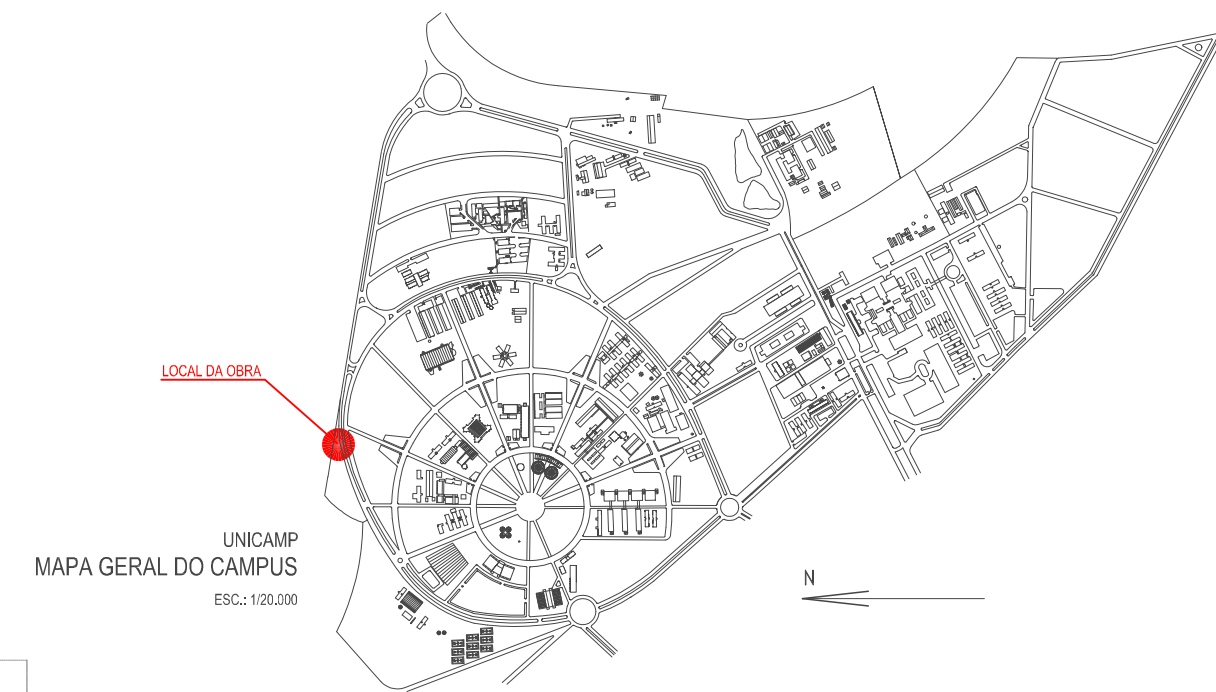 LOCAL DA OBRA
UNICAMP
MAPA GERAL DO CAMPUS
ESC.: 1/20.000
N